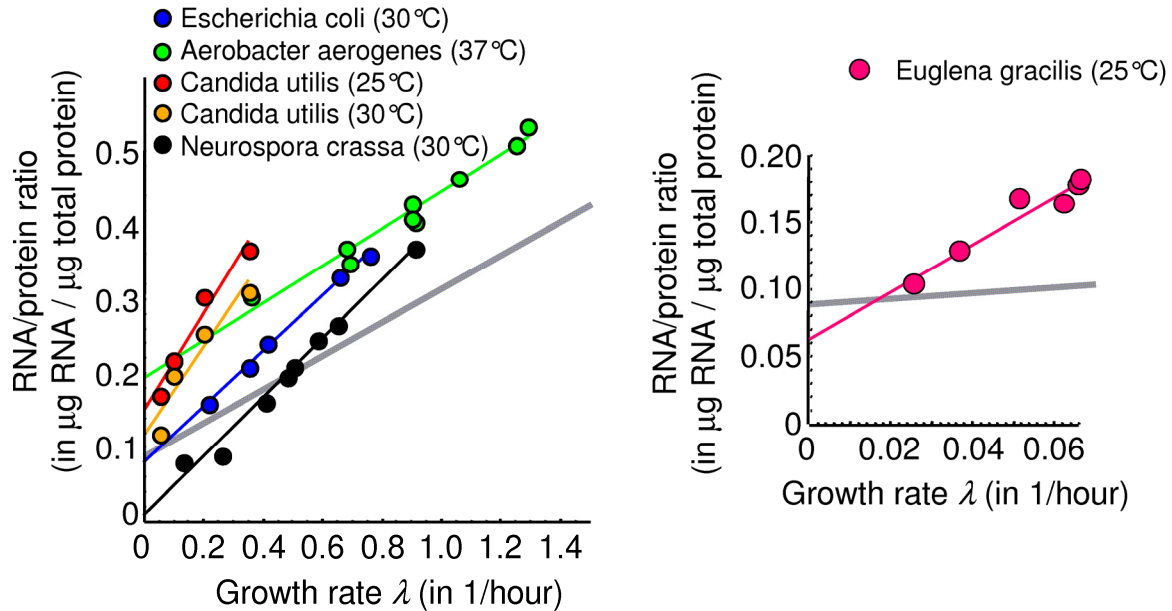 Escherichia coli (30°C)
Aerobacter aerogenes (37°C)
Candida utilis (25°C)
Candida utilis (30°C)
Neurospora crassa (30°C)
RNA/protein ratio
(in μg RNA / μg total protein)
0.5
0.4
0.3
0.2
0.1
0
0 0.2 0.4 0.6 0.8 1.0 1.2 1.4
Growth rate λ (in 1/hour)
Euglena gracilis (25°C)
RNA/protein ratio
(in μg RNA / μg total protein)
0.20
0.15
0.10
0.05
0
0 0.02 0.04 0.06
Growth rate λ (in 1/hour)